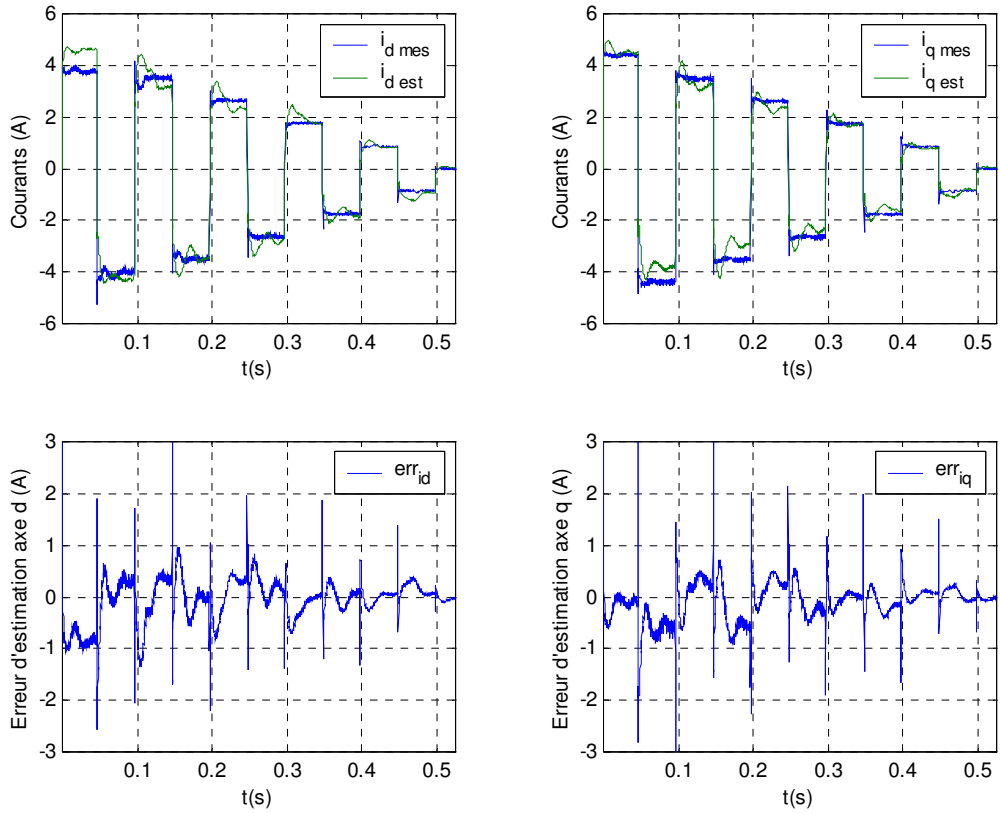 6
4
2
0
-2
-4
-6
Courants (A)
i_d mes
i_d est
0.1 0.2 0.3 0.4 0.5
t(s)
6
4
2
0
-2
-4
-6
Courants (A)
i_q mes
i_q est
0.1 0.2 0.3 0.4 0.5
t(s)
3
2
1
0
-1
-2
-3
Erreur d'estimation axe d (A)
err_id
0.1 0.2 0.3 0.4 0.5
t(s)
3
2
1
0
-1
-2
-3
Erreur d'estimation axe q (A)
err_iq
0.1 0.2 0.3 0.4 0.5
t(s)